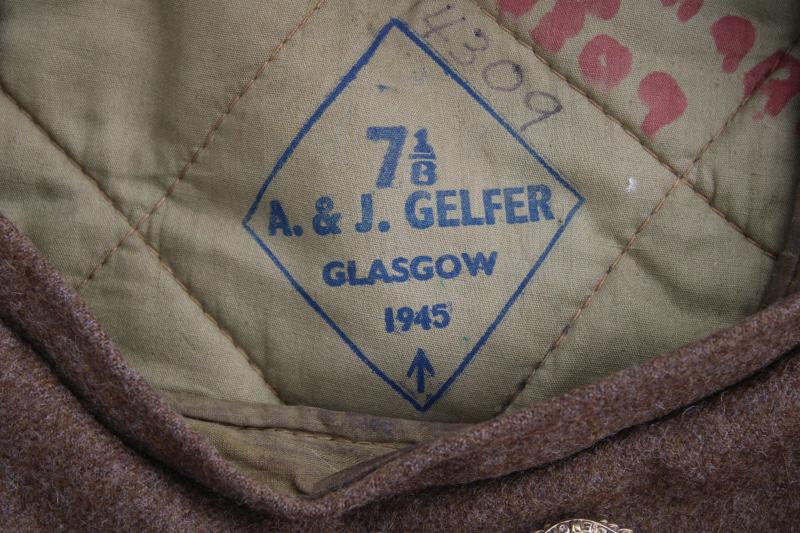 4309
7 1/8
A. & J. GELFER
GLASGOW
1945